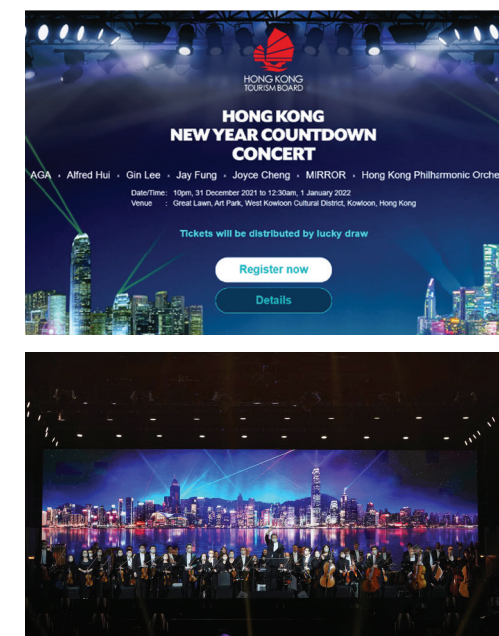 HONG KONG
TOURISM BOARD
HONG KONG
NEW YEAR COUNTDOWN
CONCERT
AGA • Alfred Hui • Gin Lee • Jay Fung • Joyce Cheng • MIRROR • Hong Kong Philharmonic Orche
Date/Time: 10pm, 31 December 2021 to 12:30am, 1 January 2022
Venue : Great Lawn, Art Park, West Kowloon Cultural District, Kowloon, Hong Kong
Tickets will be distributed by lucky draw
Register now
Details